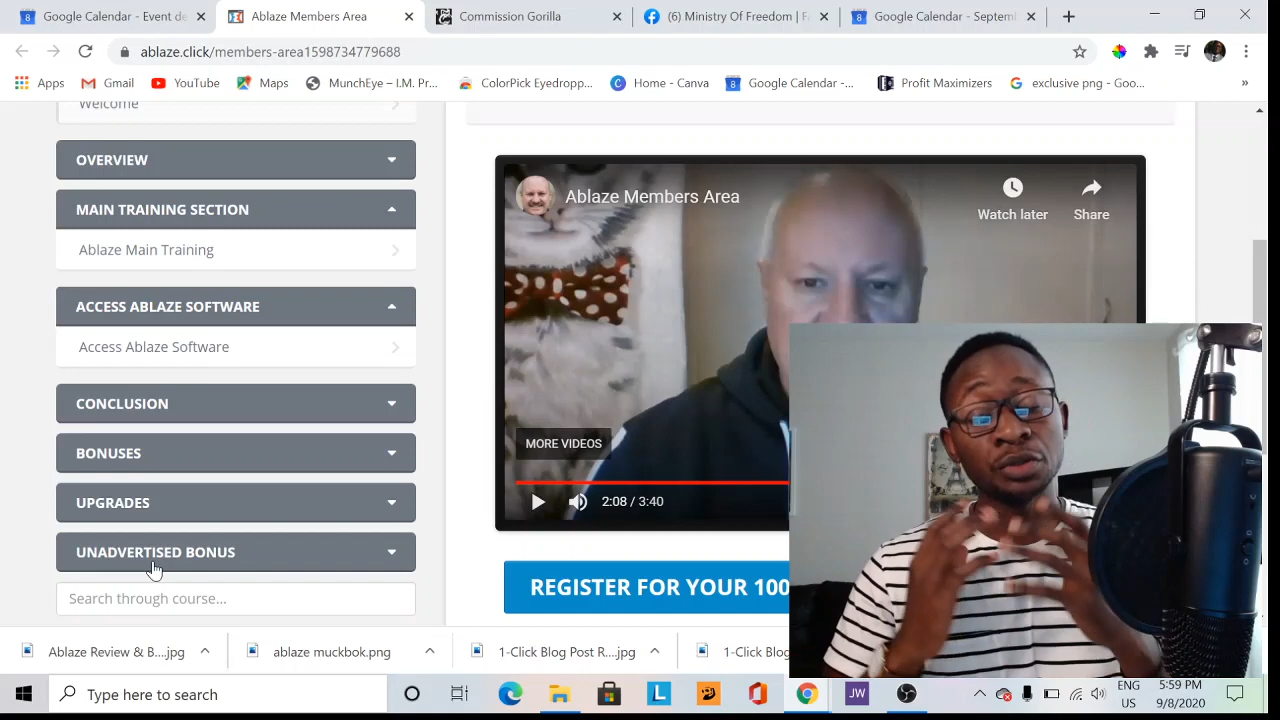 Google Calendar - Event de
Ablaze Members Area
Commission Gorilla
(6) Ministry Of Freedom | Fa
Google Calendar - Septemb
ablaze.click/members-area1598734779688
Apps
Gmail
YouTube
Maps
MunchEye – I.M. Pr...
ColorPick Eyedropp...
Home - Canva
Google Calendar -...
Profit Maximizers
exclusive png - Goo...
»
Welcome
OVERVIEW
MAIN TRAINING SECTION
Ablaze Main Training
ACCESS ABLAZE SOFTWARE
Access Ablaze Software
CONCLUSION
BONUSES
UPGRADES
UNADVERTISED BONUS
Search through course...
Ablaze Members Area
Watch later
Share
MORE VIDEOS
2:08 / 3:40
REGISTER FOR YOUR 100
Ablaze Review & B....jpg
ablaze muckbok.png
1-Click Blog Post R....jpg
1-Click Blo
Type here to search
JW
ENG
US
5:59 PM
9/8/2020